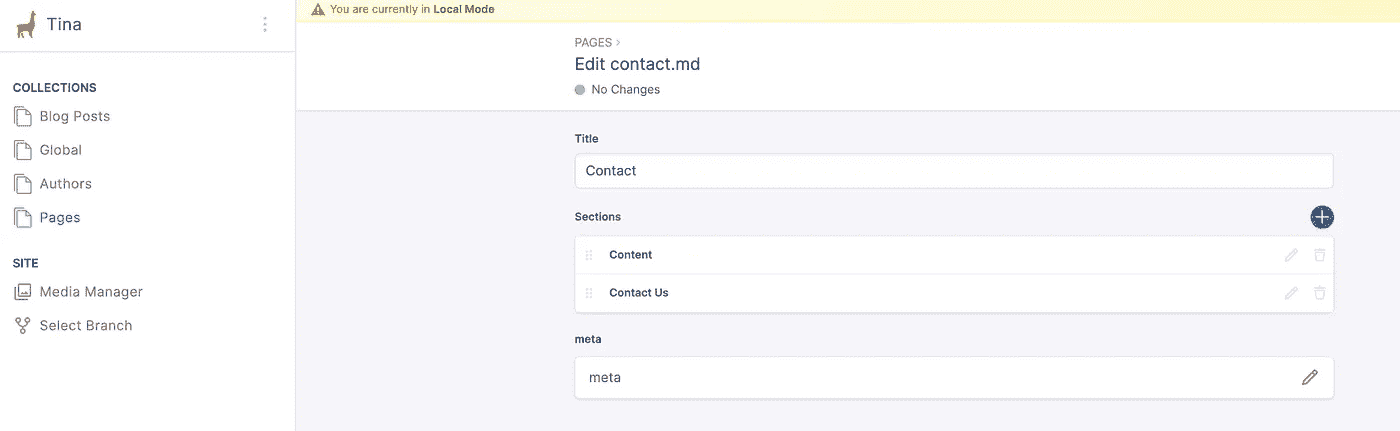 Tina
COLLECTIONS
Blog Posts
Global
Authors
Pages
SITE
Media Manager
Select Branch
You are currently in Local Mode
PAGES >
Edit contact.md
No Changes
Title
Contact
Sections
Content
Contact Us
meta
meta